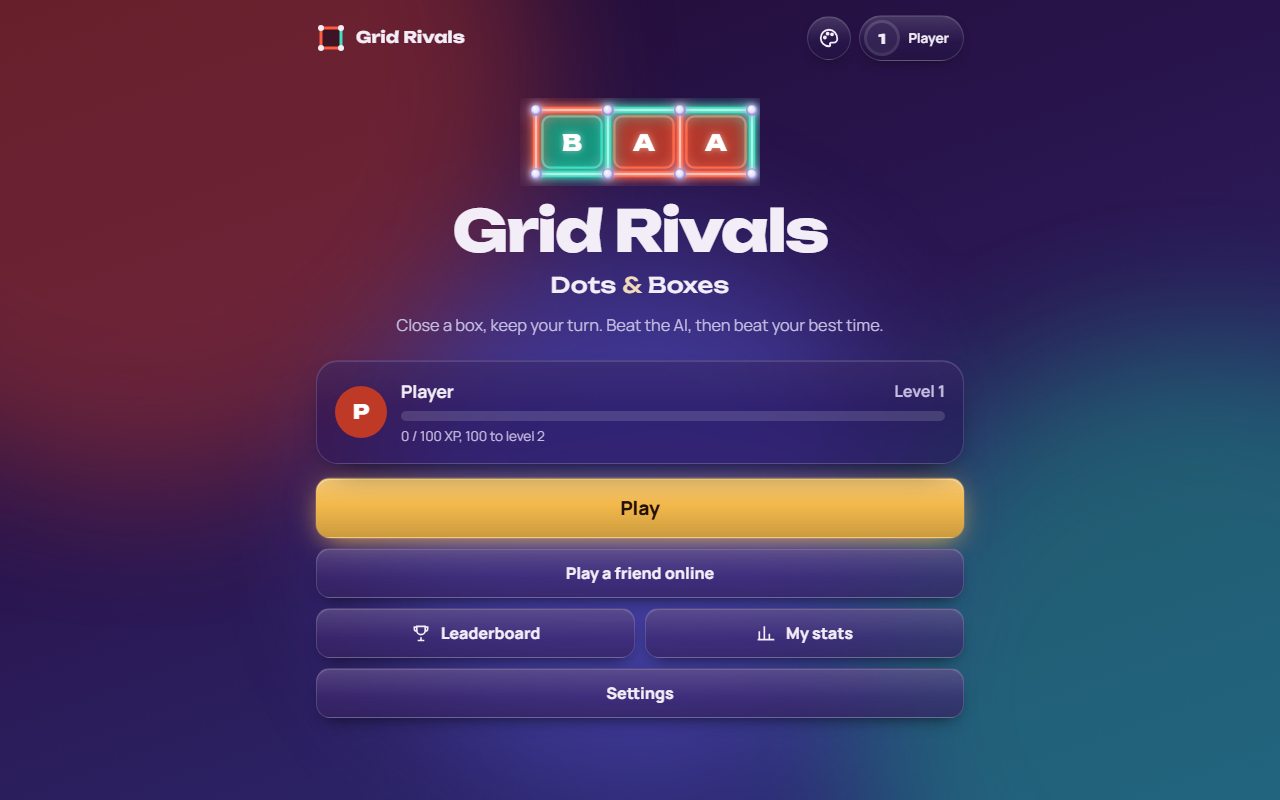 Grid Rivals
1 Player
B A A
Grid Rivals
Dots & Boxes
Close a box, keep your turn. Beat the AI, then beat your best time.
Player Level 1
P
0 / 100 XP, 100 to level 2
Play
Play a friend online
Leaderboard My stats
Settings